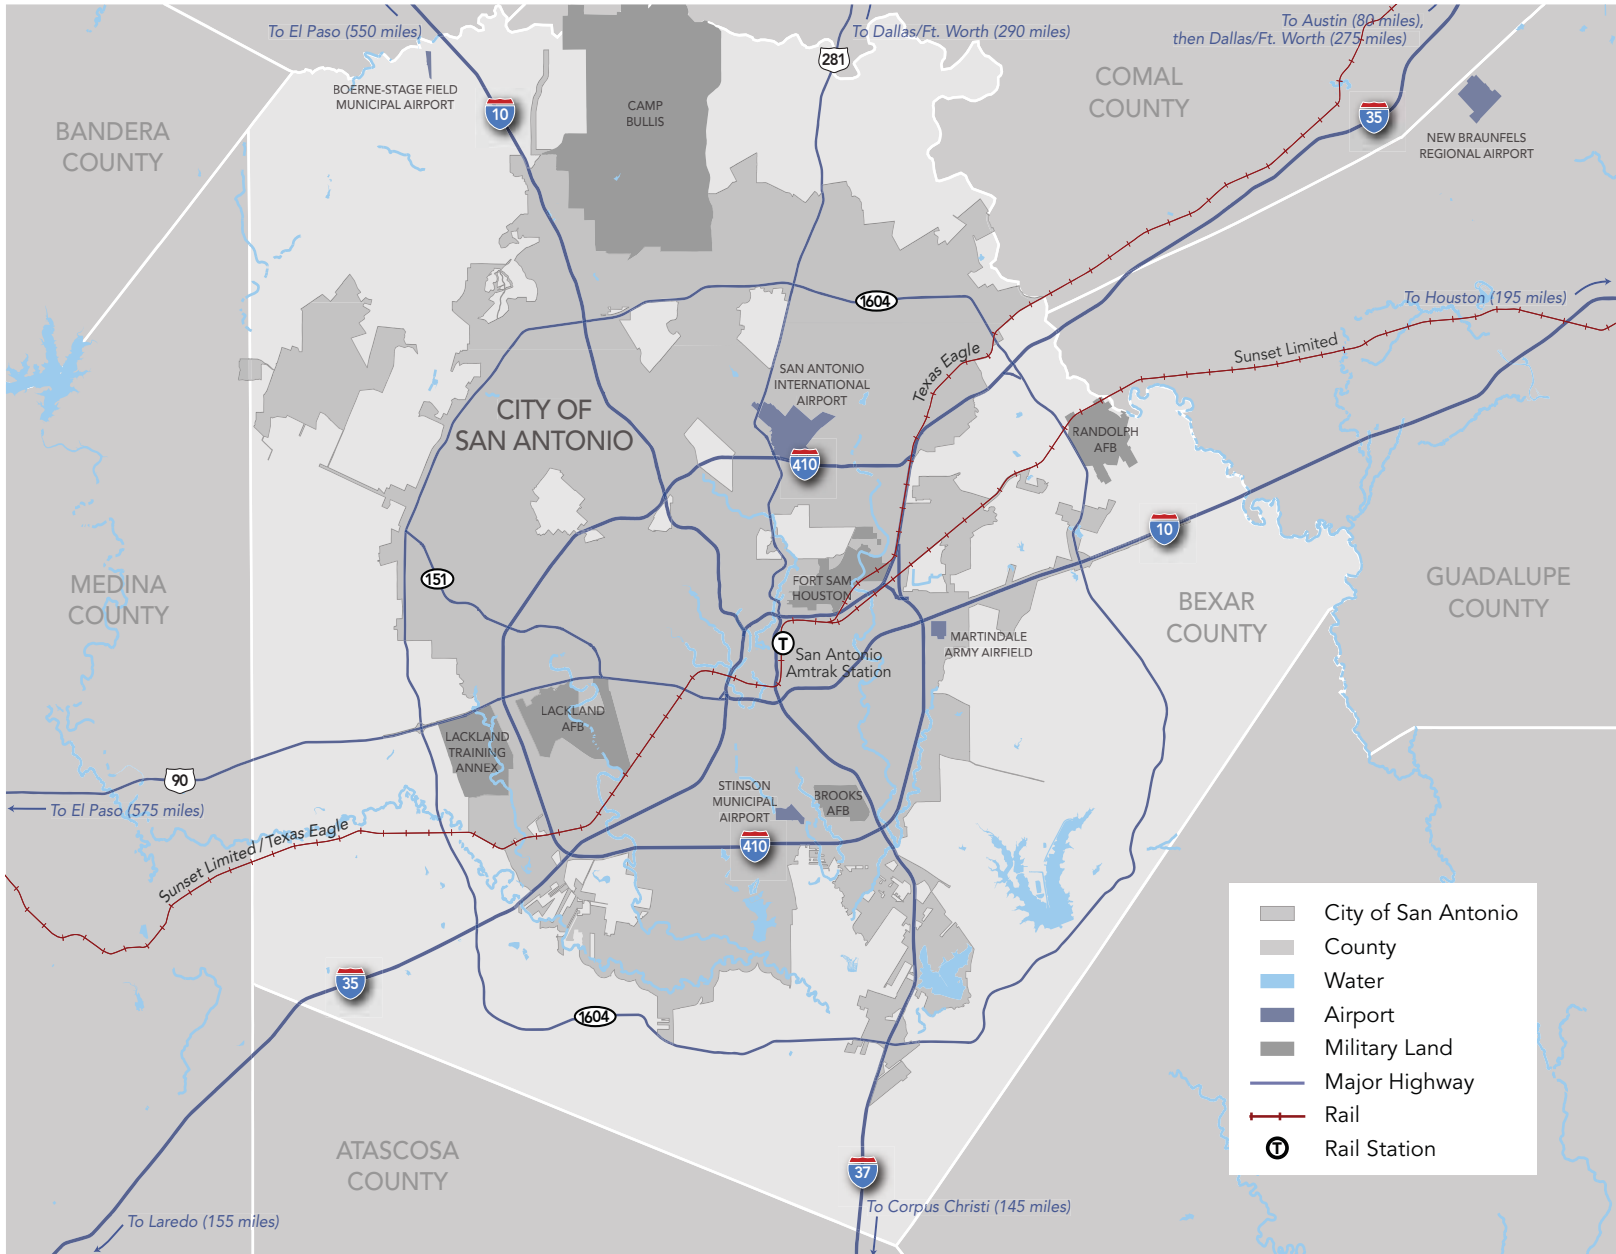 To El Paso (550 miles)
To Dallas/Ft. Worth (290 miles)
To Austin (80 miles),
then Dallas/Ft. Worth (275 miles)
281
BOERNE-STAGE FIELD
MUNICIPAL AIRPORT
10
CAMP
BULLIS
COMAL
COUNTY
35
NEW BRAUNFELS
REGIONAL AIRPORT
BANDERA
COUNTY
1604
To Houston (195 miles)
Sunset Limited
Texas Eagle
SAN ANTONIO
INTERNATIONAL
AIRPORT
CITY OF
SAN ANTONIO
410
RANDOLPH
AFB
10
151
FORT SAM
HOUSTON
MEDINA
COUNTY
GUADALUPE
COUNTY
BEXAR
COUNTY
T
San Antonio
Amtrak Station
MARTINDALE
ARMY AIRFIELD
LACKLAND
AFB
LACKLAND
TRAINING
ANNEX
90
To El Paso (575 miles)
STINSON
MUNICIPAL
AIRPORT
BROOKS
AFB
410
Sunset Limited / Texas Eagle
35
1604
ATASCOSA
COUNTY
37
To Laredo (155 miles)
To Corpus Christi (145 miles)
City of San Antonio
County
Water
Airport
Military Land
Major Highway
Rail
T
Rail Station